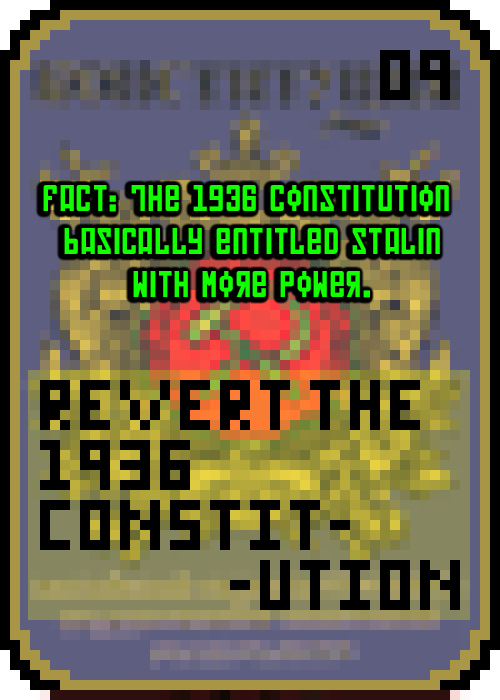 09
FACT: THE 1936 CONSTITUTION
BASICALLY ENTITLED STALIN
WITH MORE POWER.
REVERT THE
1936
CONSTIT-
-UTION